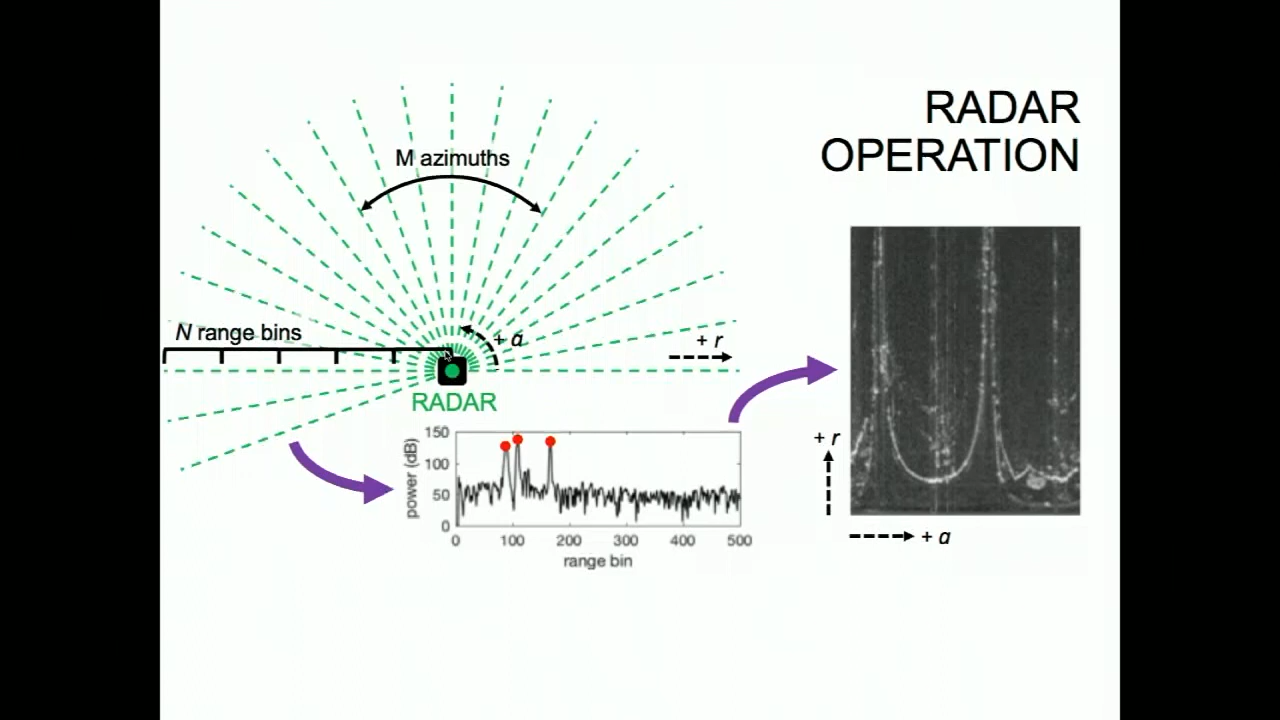 RADAR
OPERATION
M azimuths
N range bins
+ a
+ r
RADAR
150
100
50
0
power (dB)
0 100 200 300 400 500
range bin
+ r
+ a